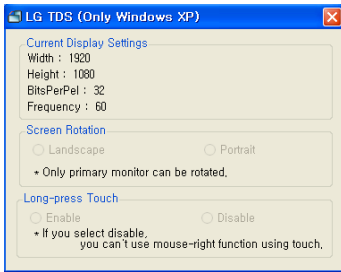 LG TDS (Only Windows XP)
Current Display Settings
Width : 1920
Height : 1080
BitsPerPel : 32
Frequency : 60
Screen Rotation
Landscape Portrait
* Only primary monitor can be rotated,
Long-press Touch
Enable Disable
* If you select disable,
you can't use mouse-right function using touch,